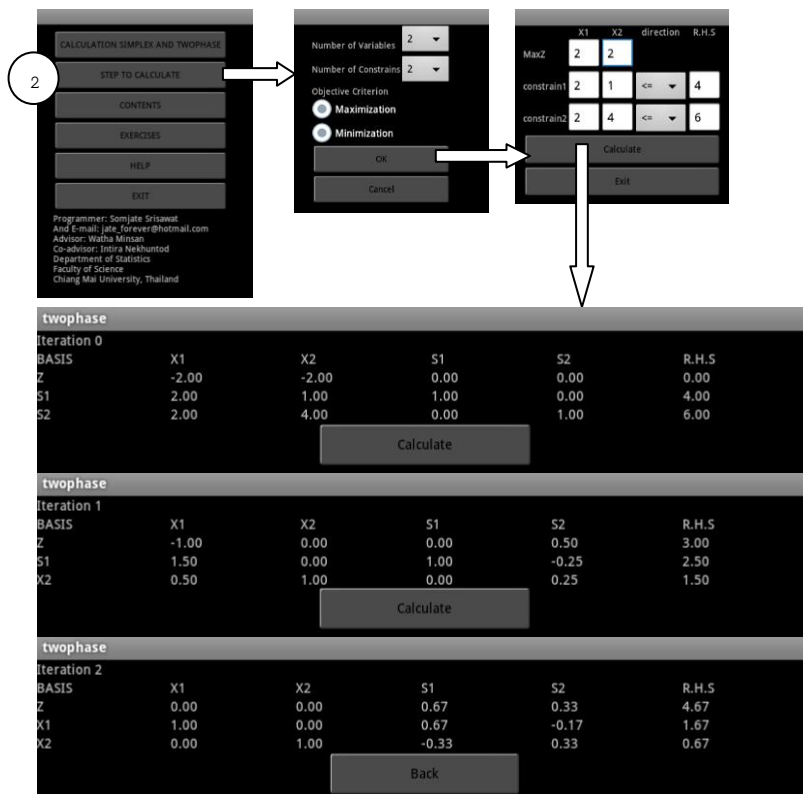 2
CALCULATION SIMPLEX AND TWOPHASE
STEP TO CALCULATE
CONTENTS
EXERCISES
HELP
EXIT
Programmer: Somjate Srisawat
And E-mail: jate_forever@hotmail.com
Advisor: Watha Minsan
Co-advisor: Intira Nekhuntod
Department of Statistics
Faculty of Science
Chiang Mai University, Thailand
Number of Variables 2
Number of Constrains 2
Objective Criterion
Maximization
Minimization
OK
Cancel
X1 X2 direction R.H.S
MaxZ 2 2
constrain1 2 1 <= 4
constrain2 2 4 <= 6
Calculate
Exit
twophase
Iteration 0
BASIS X1 X2 S1 S2 R.H.S
Z -2.00 -2.00 0.00 0.00 0.00
S1 2.00 1.00 1.00 0.00 4.00
S2 2.00 4.00 0.00 1.00 6.00
Calculate
twophase
Iteration 1
BASIS X1 X2 S1 S2 R.H.S
Z -1.00 0.00 0.00 0.50 3.00
S1 1.50 0.00 1.00 -0.25 2.50
X2 0.50 1.00 0.00 0.25 1.50
Calculate
twophase
Iteration 2
BASIS X1 X2 S1 S2 R.H.S
Z 0.00 0.00 0.67 0.33 4.67
X1 1.00 0.00 0.67 -0.17 1.67
X2 0.00 1.00 -0.33 0.33 0.67
Back